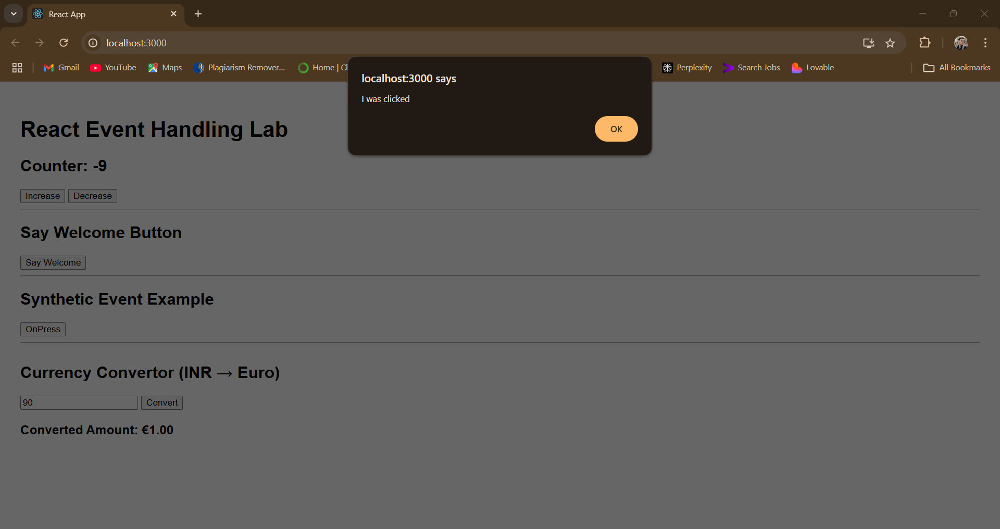 React App
localhost:3000
Gmail YouTube Maps Plagiarism Remover... Home | Cl Perplexity Search Jobs Lovable All Bookmarks
localhost:3000 says
I was clicked
OK
React Event Handling Lab
Counter: -9
Increase Decrease
Say Welcome Button
Say Welcome
Synthetic Event Example
OnPress
Currency Convertor (INR → Euro)
90 Convert
Converted Amount: €1.00